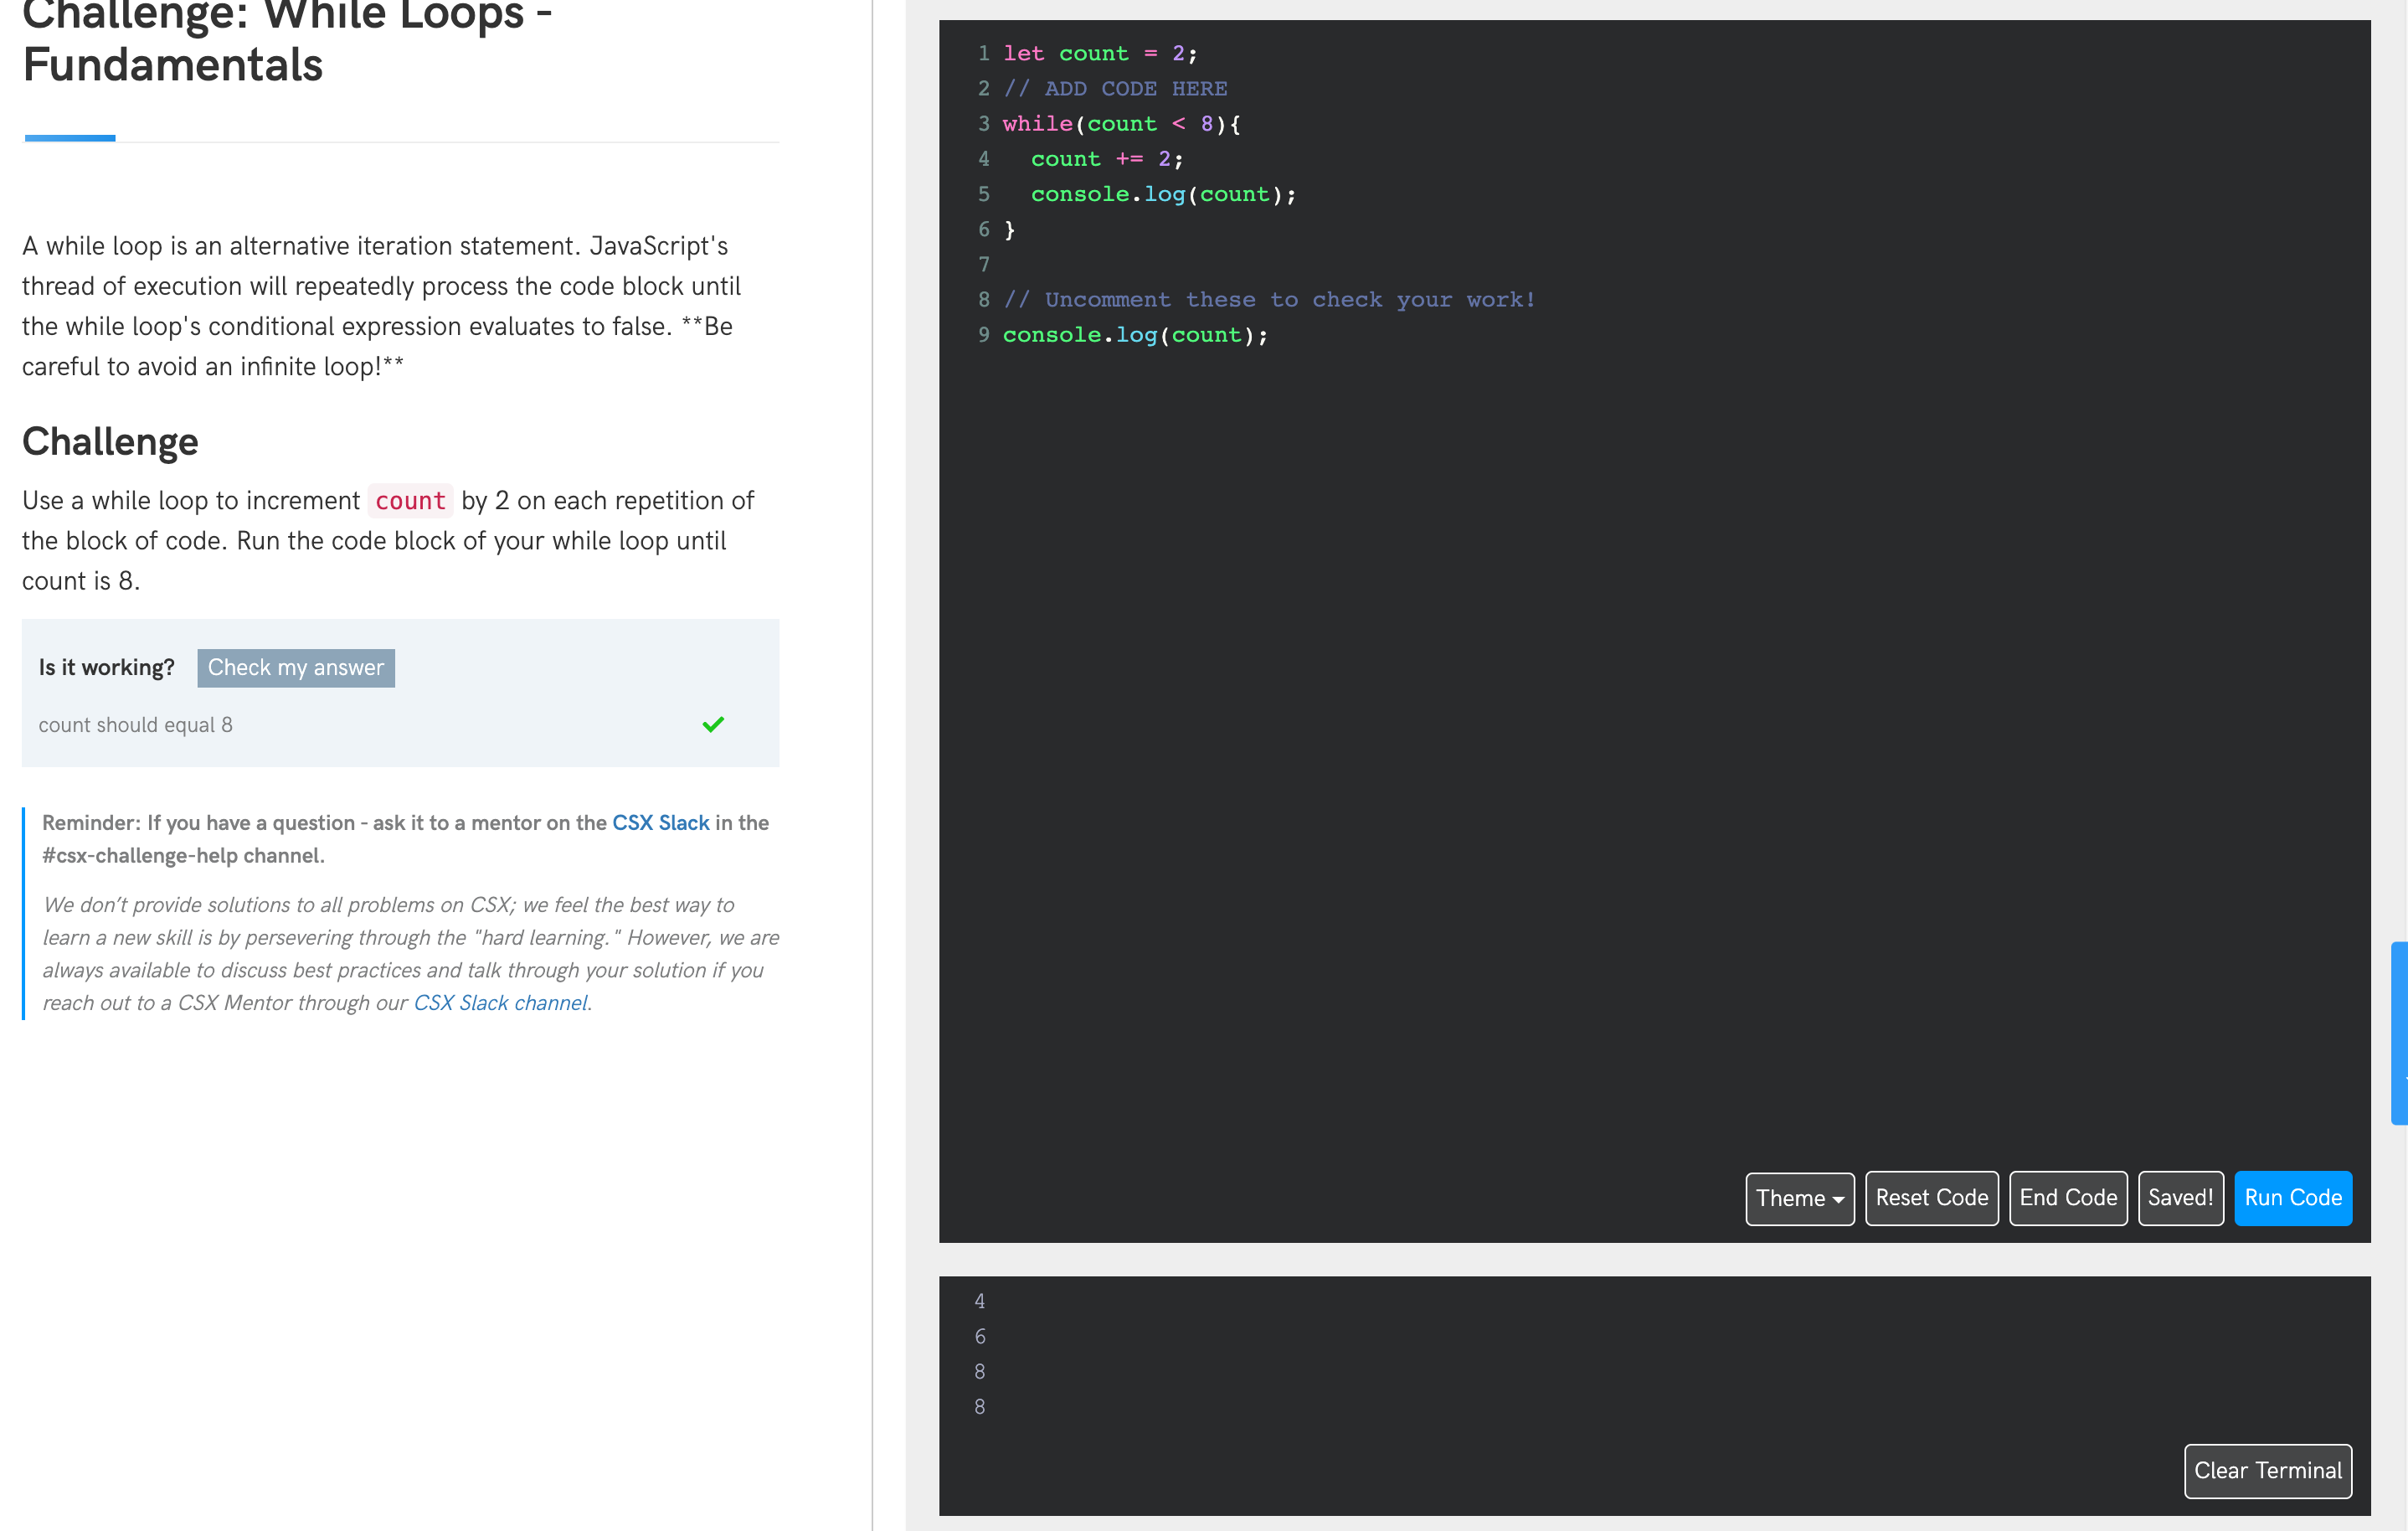 Challenge: While Loops -
Fundamentals
A while loop is an alternative iteration statement. JavaScript's
thread of execution will repeatedly process the code block until
the while loop's conditional expression evaluates to false. **Be
careful to avoid an infinite loop!**
Challenge
Use a while loop to increment count by 2 on each repetition of
the block of code. Run the code block of your while loop until
count is 8.
Is it working? Check my answer
count should equal 8
Reminder: If you have a question - ask it to a mentor on the CSX Slack in the
#csx-challenge-help channel.
We don’t provide solutions to all problems on CSX; we feel the best way to
learn a new skill is by persevering through the "hard learning." However, we are
always available to discuss best practices and talk through your solution if you
reach out to a CSX Mentor through our CSX Slack channel.
1 let count = 2;
2 // ADD CODE HERE
3 while(count < 8){
4   count += 2;
5   console.log(count);
6 }
7
8 // Uncomment these to check your work!
9 console.log(count);
Theme Reset Code End Code Saved! Run Code
4
6
8
8
Clear Terminal